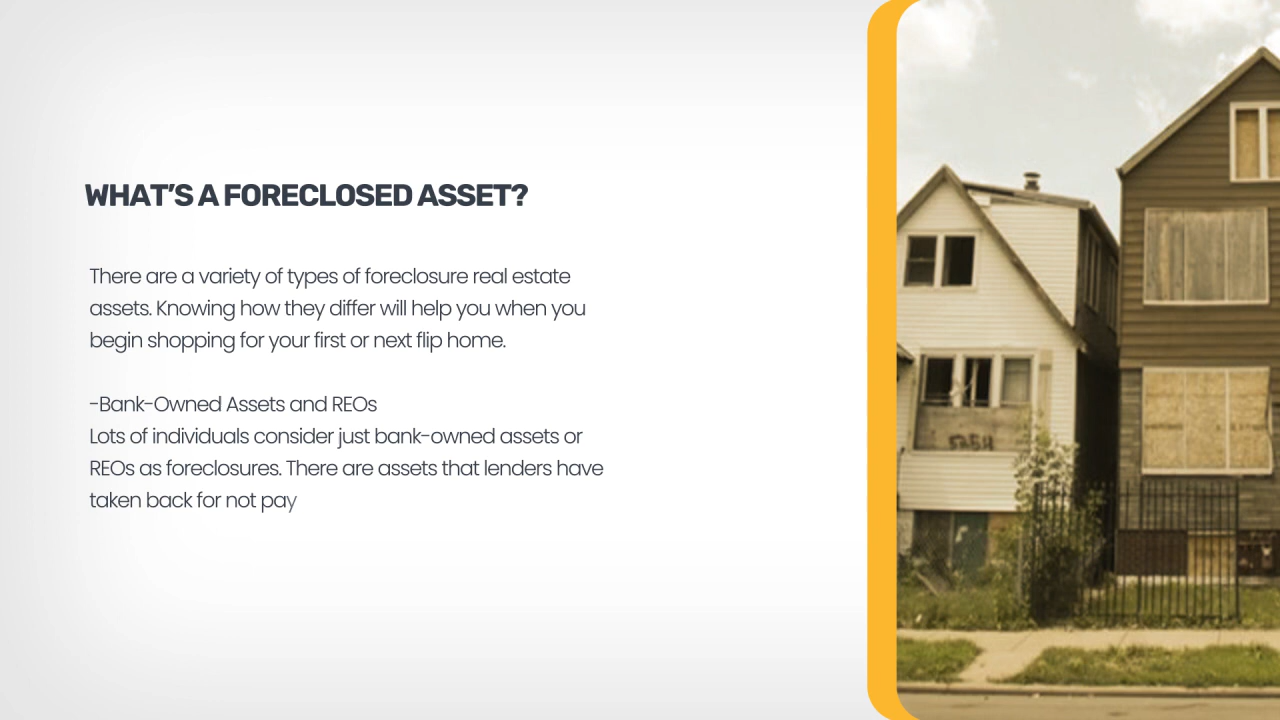 WHAT'S A FORECLOSED ASSET?
There are a variety of types of foreclosure real estate
assets. Knowing how they differ will help you when you
begin shopping for your first or next flip home.
-Bank-Owned Assets and REOs
Lots of individuals consider just bank-owned assets or
REOs as foreclosures. There are assets that lenders have
taken back for not pay